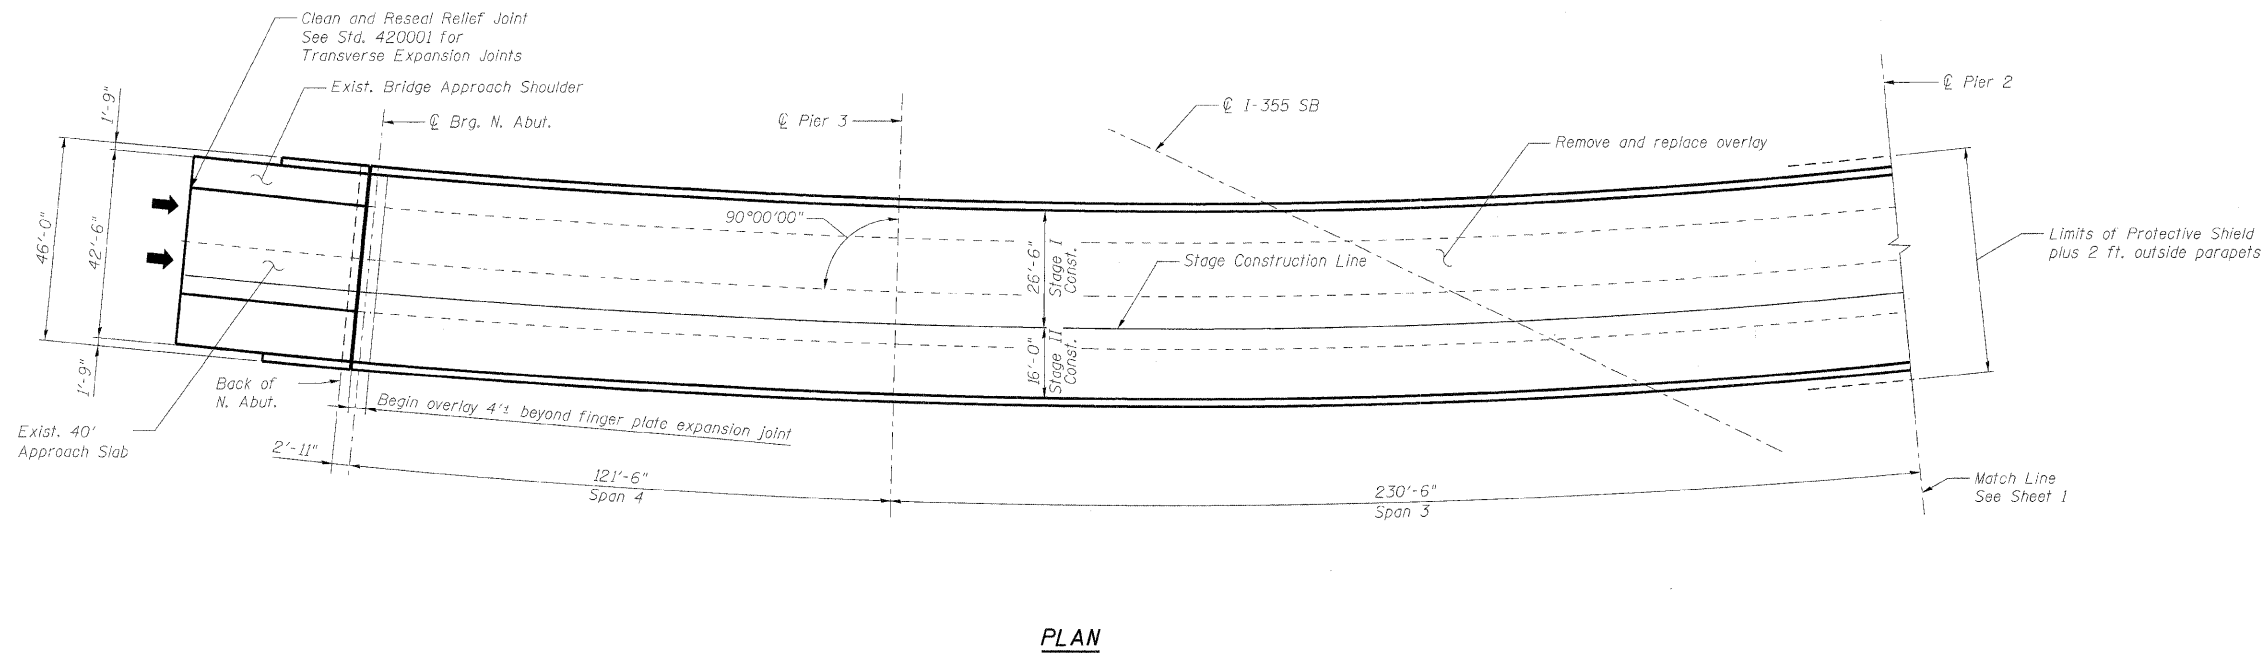 Clean and Reseal Relief Joint
See Std. 420001 for
Transverse Expansion Joints
Exist. Bridge Approach Shoulder
℄ Brg. N. Abut.
℄ Pier 3
℄ I-355 SB
℄ Pier 2
Remove and replace overlay
1'-9"
46'-0"
42'-6"
1'-9"
90°00'00"
26'-6"
Stage I
Const.
Stage Construction Line
16'-0"
Stage II
Const.
Limits of Protective Shield
plus 2 ft. outside parapets
Back of
N. Abut.
Begin overlay 4'± beyond finger plate expansion joint
Exist. 40'
Approach Slab
2'-11"
121'-6"
Span 4
230'-6"
Span 3
Match Line
See Sheet 1
PLAN